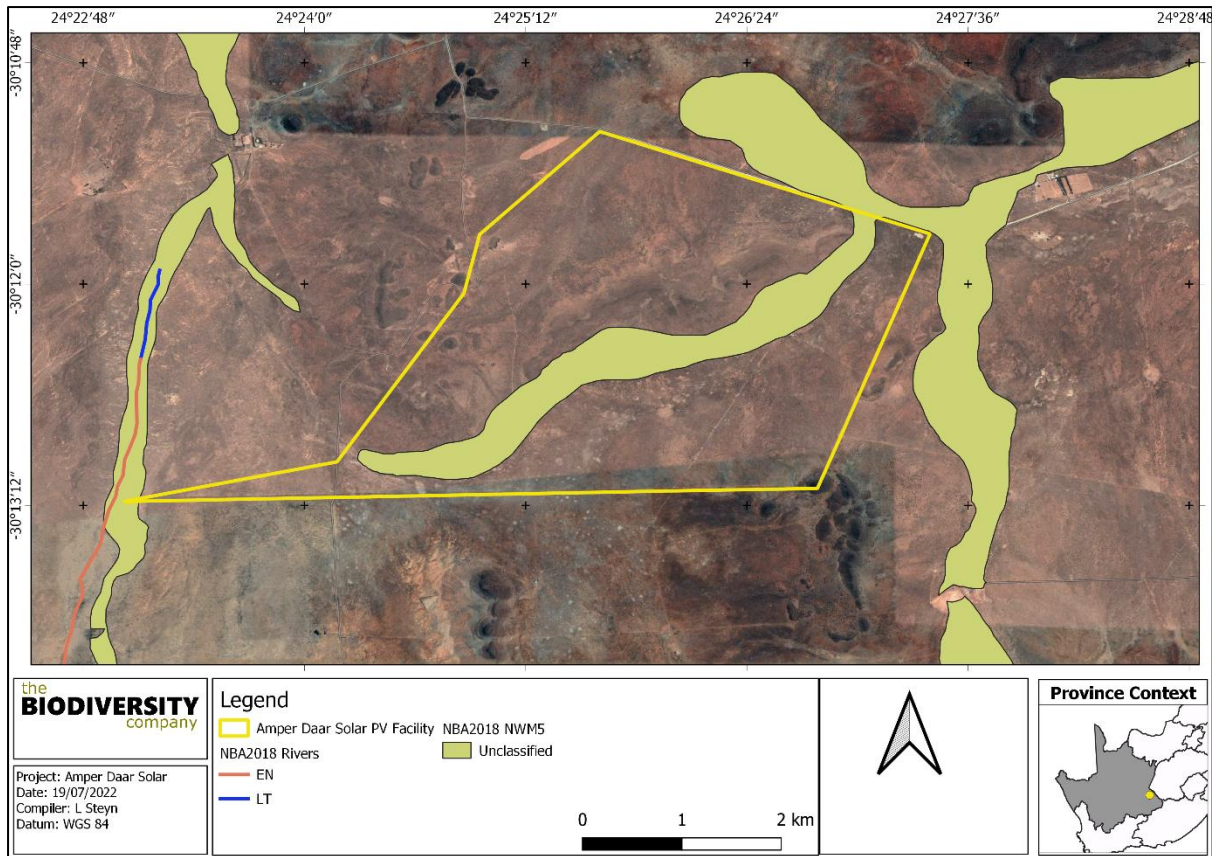 24°22′48″ 24°24′0″ 24°25′12″ 24°26′24″ 24°27′36″ 24°28′48″
-30°10′48″
-30°12′0″
-30°13′12″
the
BIODIVERSITY
company
Project: Amper Daar Solar
Date: 19/07/2022
Compiler: L Steyn
Datum: WGS 84
Legend
Amper Daar Solar PV Facility
NBA2018 Rivers
EN
LT
NBA2018 NWM5
Unclassified
0 1 2 km
Province Context